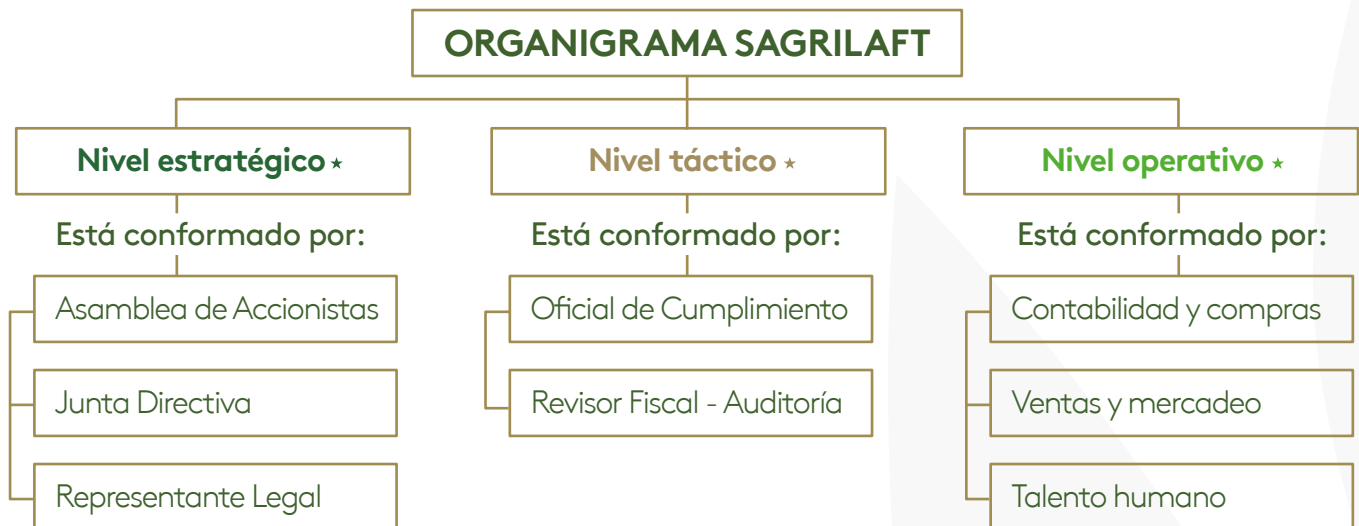 ORGANIGRAMA SAGRILAFT
Nivel estratégico ★
Está conformado por:
Asamblea de Accionistas
Junta Directiva
Representante Legal
Nivel táctico ★
Está conformado por:
Oficial de Cumplimiento
Revisor Fiscal - Auditoría
Nivel operativo ★
Está conformado por:
Contabilidad y compras
Ventas y mercadeo
Talento humano